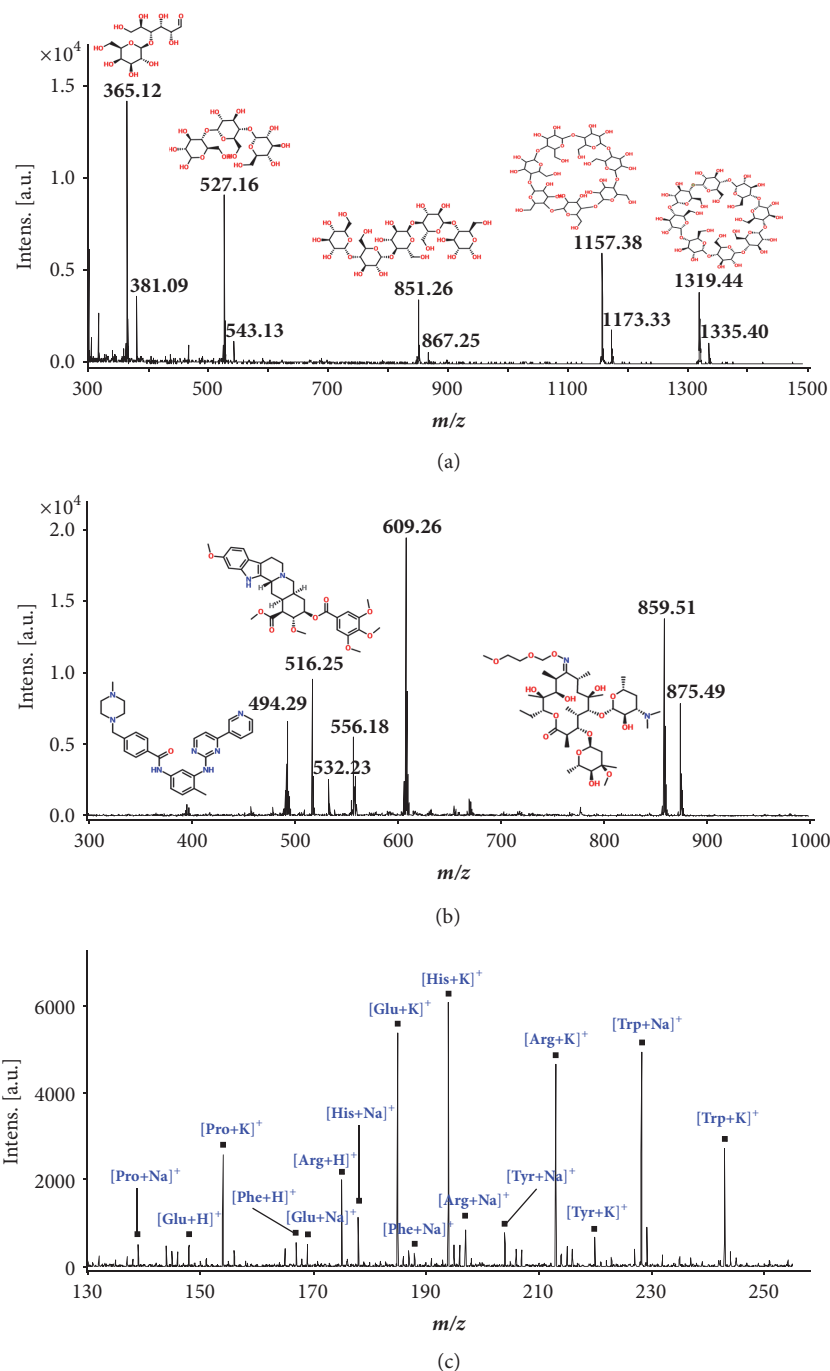 ×10⁴
1.5
1.0
0.5
0.0
Intens. [a.u.]
365.12
381.09
527.16
543.13
851.26
867.25
1157.38
1173.33
1319.44
1335.40
300 500 700 900 1100 1300 1500
m/z
(a)
×10⁴
2.0
1.5
1.0
0.5
0.0
Intens. [a.u.]
494.29
516.25
532.23
556.18
609.26
859.51
875.49
300 400 500 600 700 800 900 1000
m/z
(b)
6000
4000
2000
0
Intens. [a.u.]
[Pro+Na]⁺
[Glu+H]⁺
[Pro+K]⁺
[Phe+H]⁺
[Glu+Na]⁺
[Arg+H]⁺
[His+Na]⁺
[Glu+K]⁺
[Phe+Na]⁺
[His+K]⁺
[Arg+Na]⁺
[Tyr+Na]⁺
[Arg+K]⁺
[Tyr+K]⁺
[Trp+Na]⁺
[Trp+K]⁺
130 150 170 190 210 230 250
m/z
(c)